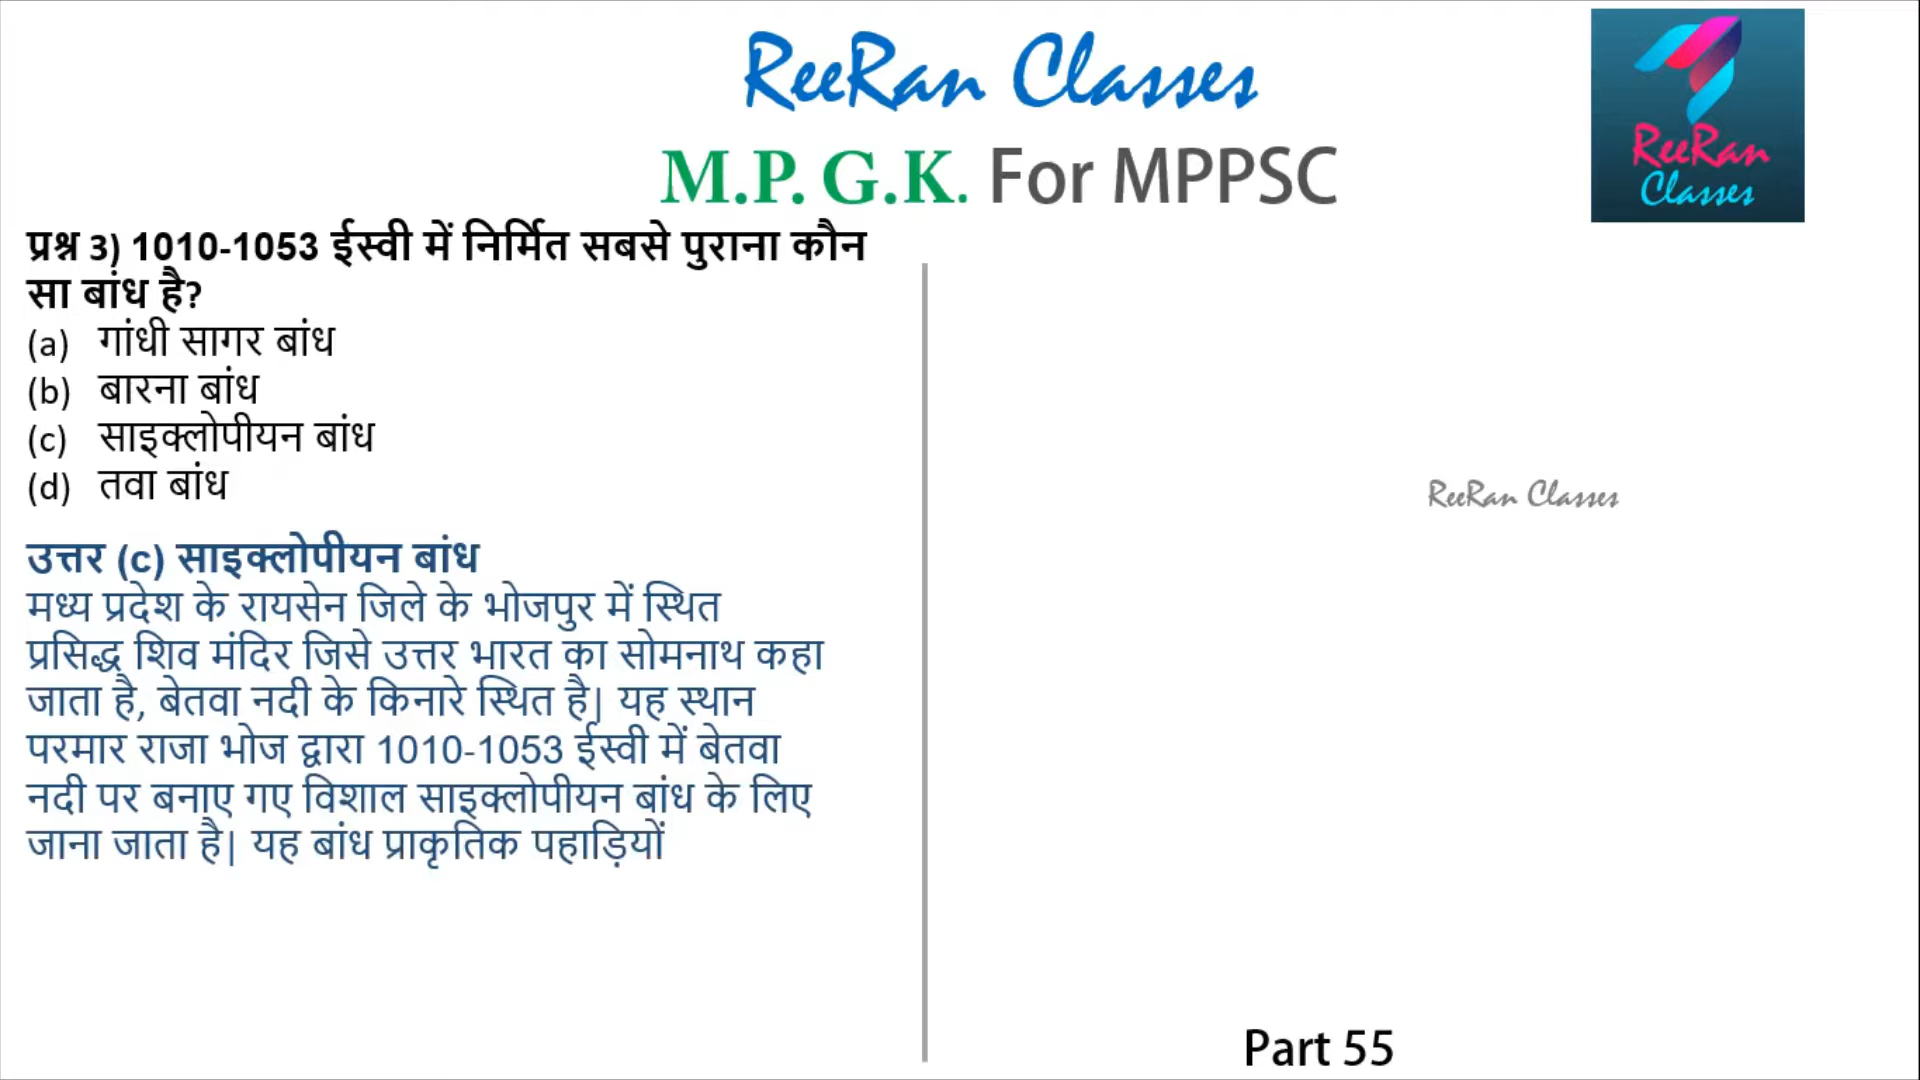 ReeRan Classes
M.P. G.K. For MPPSC
ReeRan
Classes
प्रश्न 3) 1010-1053 ईस्वी में निर्मित सबसे पुराना कौन
सा बांध है?
(a) गांधी सागर बांध
(b) बारना बांध
(c) साइक्लोपीयन बांध
(d) तवा बांध
उत्तर (c) साइक्लोपीयन बांध
मध्य प्रदेश के रायसेन जिले के भोजपुर में स्थित
प्रसिद्ध शिव मंदिर जिसे उत्तर भारत का सोमनाथ कहा
जाता है, बेतवा नदी के किनारे स्थित है| यह स्थान
परमार राजा भोज द्वारा 1010-1053 ईस्वी में बेतवा
नदी पर बनाए गए विशाल साइक्लोपीयन बांध के लिए
जाना जाता है| यह बांध प्राकृतिक पहाड़ियों
ReeRan Classes
Part 55